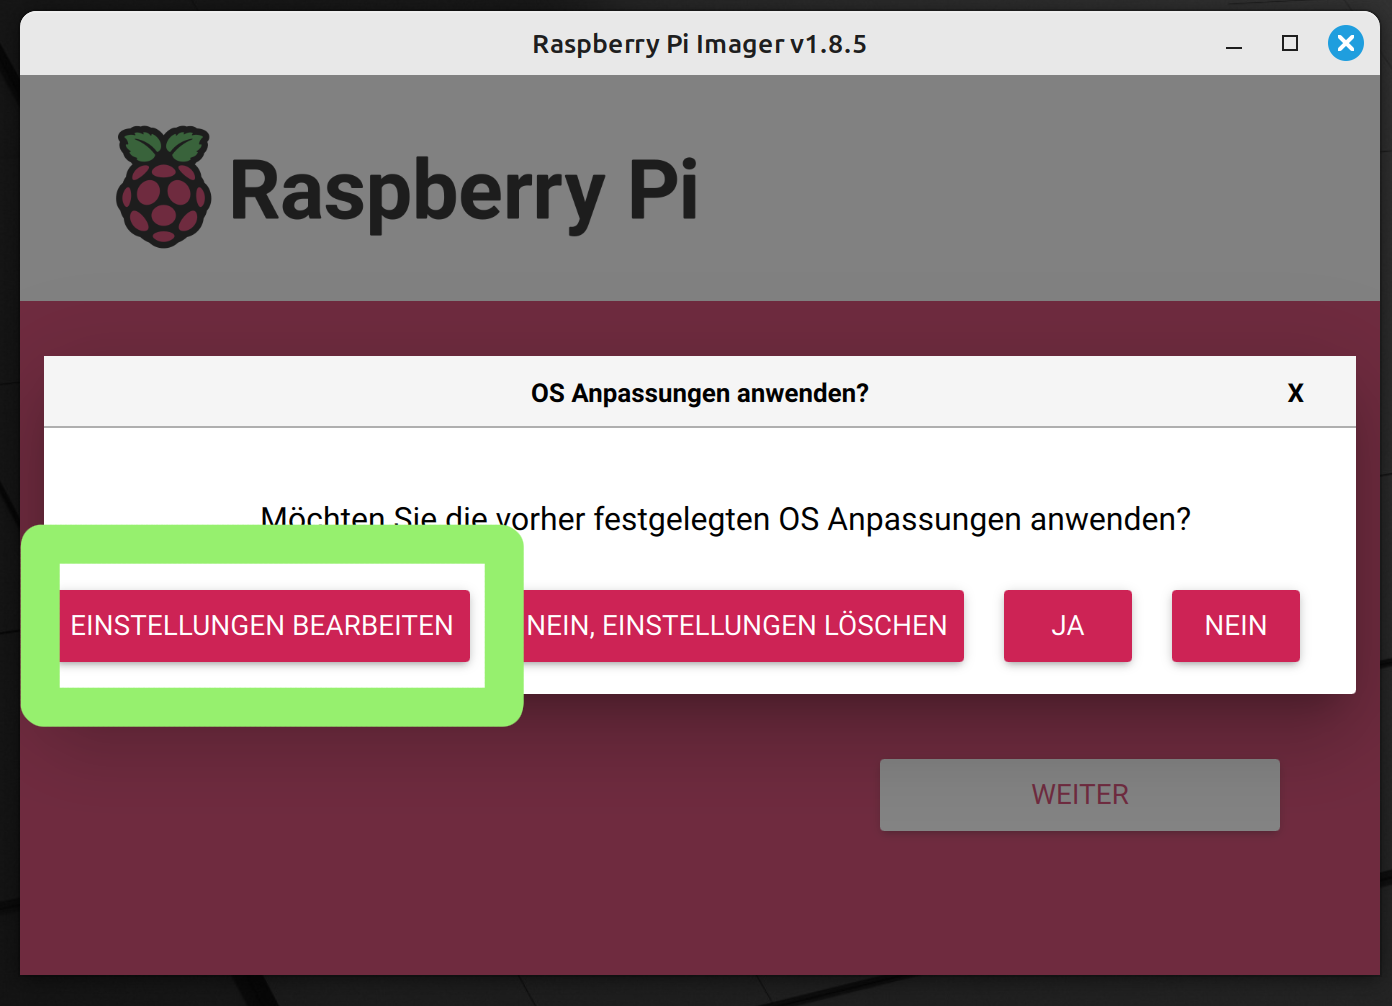 Raspberry Pi Imager v1.8.5
Raspberry Pi
OS Anpassungen anwenden?
X
Möchten Sie die vorher festgelegten OS Anpassungen anwenden?
EINSTELLUNGEN BEARBEITEN
NEIN, EINSTELLUNGEN LÖSCHEN
JA
NEIN
WEITER